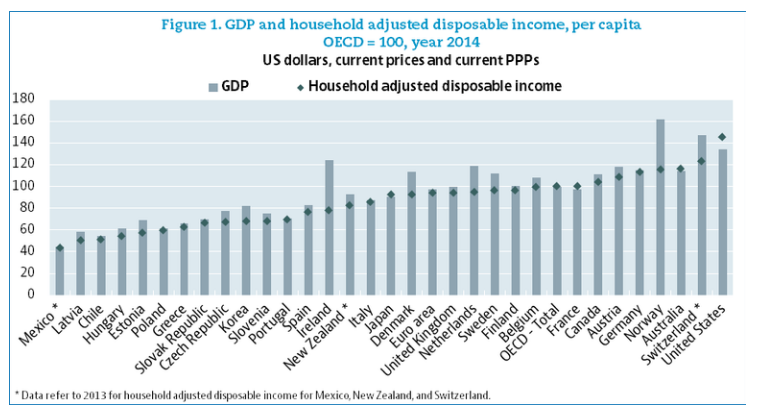 Figure 1. GDP and household adjusted disposable income, per capita
OECD = 100, year 2014
US dollars, current prices and current PPPs
GDP
Household adjusted disposable income
180
160
140
120
100
80
60
40
20
0
Mexico *
Latvia
Chile
Hungary
Estonia
Poland
Greece
Slovak Republic
Czech Republic
Korea
Slovenia
Portugal
Spain
Ireland
New Zealand *
Italy
Japan
Denmark
Euro area
United Kingdom
Netherlands
Sweden
Finland
Belgium
OECD - Total
France
Canada
Austria
Germany
Norway
Australia
Switzerland *
United States
* Data refer to 2013 for household adjusted disposable income for Mexico, New Zealand, and Switzerland.